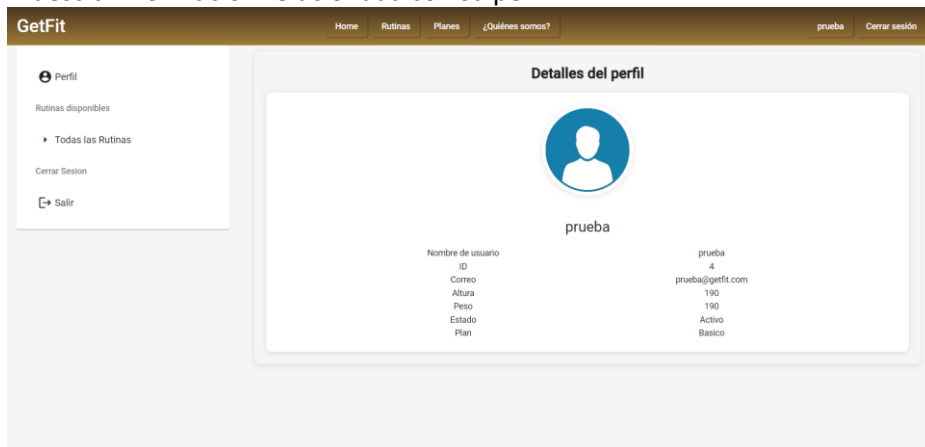 GetFit Home Rutinas Planes ¿Quiénes somos? prueba Cerrar sesión
Perfil
Rutinas disponibles
Todas las Rutinas
Cerrar Sesion
Salir
Detalles del perfil
prueba
Nombre de usuario prueba
ID 4
Correo prueba@getfit.com
Altura 190
Peso 190
Estado Activo
Plan Basico